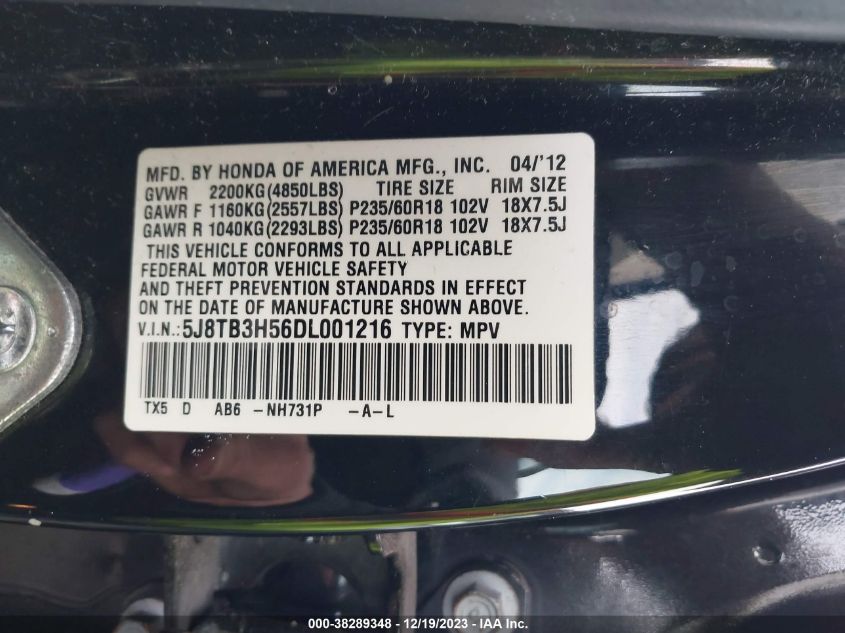 MFD. BY HONDA OF AMERICA MFG., INC. 04/'12
GVWR 2200KG(4850LBS) TIRE SIZE RIM SIZE
GAWR F 1160KG(2557LBS) P235/60R18 102V 18X7.5J
GAWR R 1040KG(2293LBS) P235/60R18 102V 18X7.5J
THIS VEHICLE CONFORMS TO ALL APPLICABLE
FEDERAL MOTOR VEHICLE SAFETY
AND THEFT PREVENTION STANDARDS IN EFFECT
ON THE DATE OF MANUFACTURE SHOWN ABOVE.
V.I.N.: 5J8TB3H56DL001216 TYPE: MPV
TX5 D AB6 -NH731P -A-L
000-38289348 - 12/19/2023 - IAA Inc.